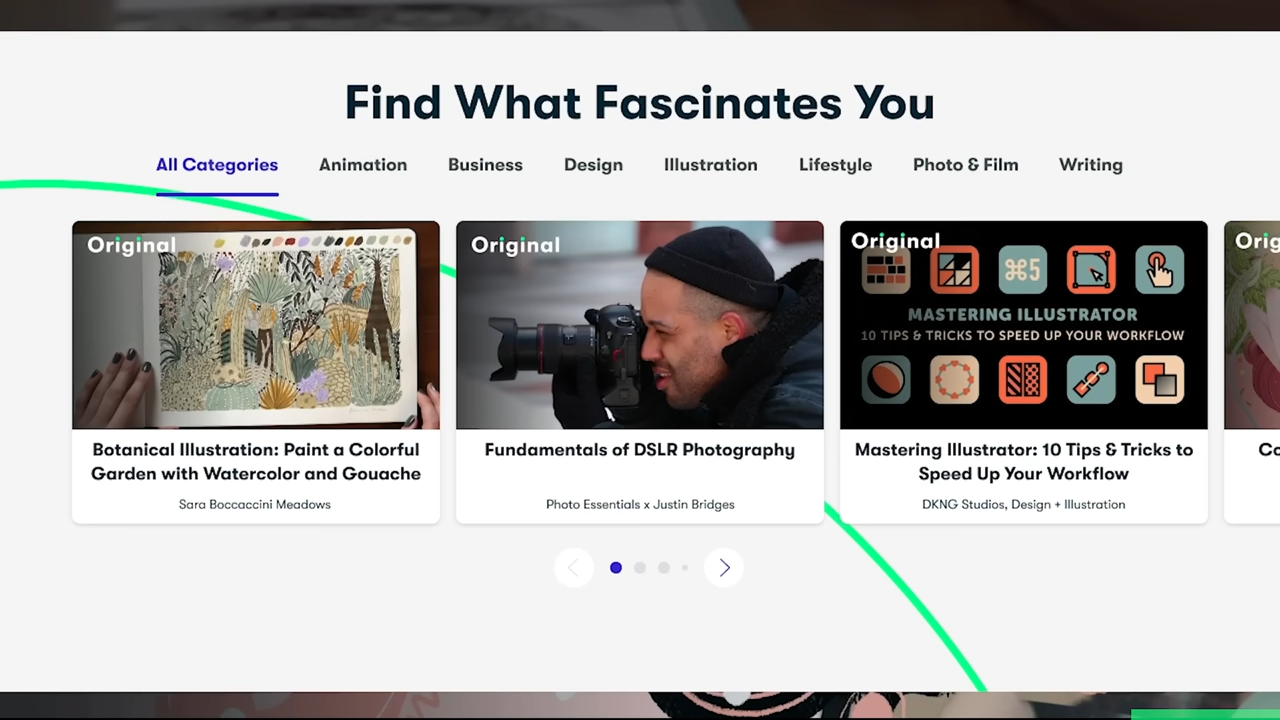 Find What Fascinates You
All Categories
Animation
Business
Design
Illustration
Lifestyle
Photo & Film
Writing
Original
Original
Original
⌘5
MASTERING ILLUSTRATOR
10 TIPS & TRICKS TO SPEED UP YOUR WORKFLOW
Botanical Illustration: Paint a Colorful
Garden with Watercolor and Gouache
Sara Boccaccini Meadows
Fundamentals of DSLR Photography
Photo Essentials x Justin Bridges
Mastering Illustrator: 10 Tips & Tricks to
Speed Up Your Workflow
DKNG Studios, Design + Illustration